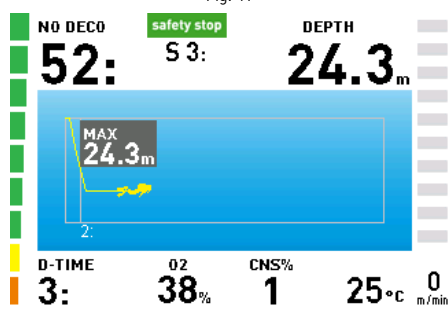 NO DECO safety stop DEPTH
52: S 3: 24.3m
MAX
24.3m
2:
D-TIME O2 CNS%
3: 38% 1 25°C 0 m/min